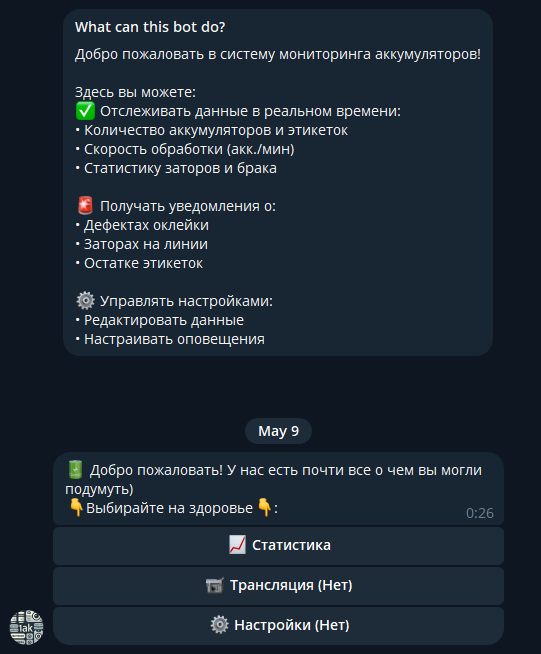 What can this bot do?
Добро пожаловать в систему мониторинга аккумуляторов!
Здесь вы можете:
✅ Отслеживать данные в реальном времени:
• Количество аккумуляторов и этикеток
• Скорость обработки (акк./мин)
• Статистику заторов и брака
🚨 Получать уведомления о:
• Дефектах оклейки
• Заторах на линии
• Остатке этикеток
⚙️ Управлять настройками:
• Редактировать данные
• Настраивать оповещения
May 9
🔋 Добро пожаловать! У нас есть почти все о чем вы могли
подумуть)
👇Выбирайте на здоровье 👇:
0:26
📈 Статистика
📹 Трансляция (Нет)
⚙️ Настройки (Нет)
1ak